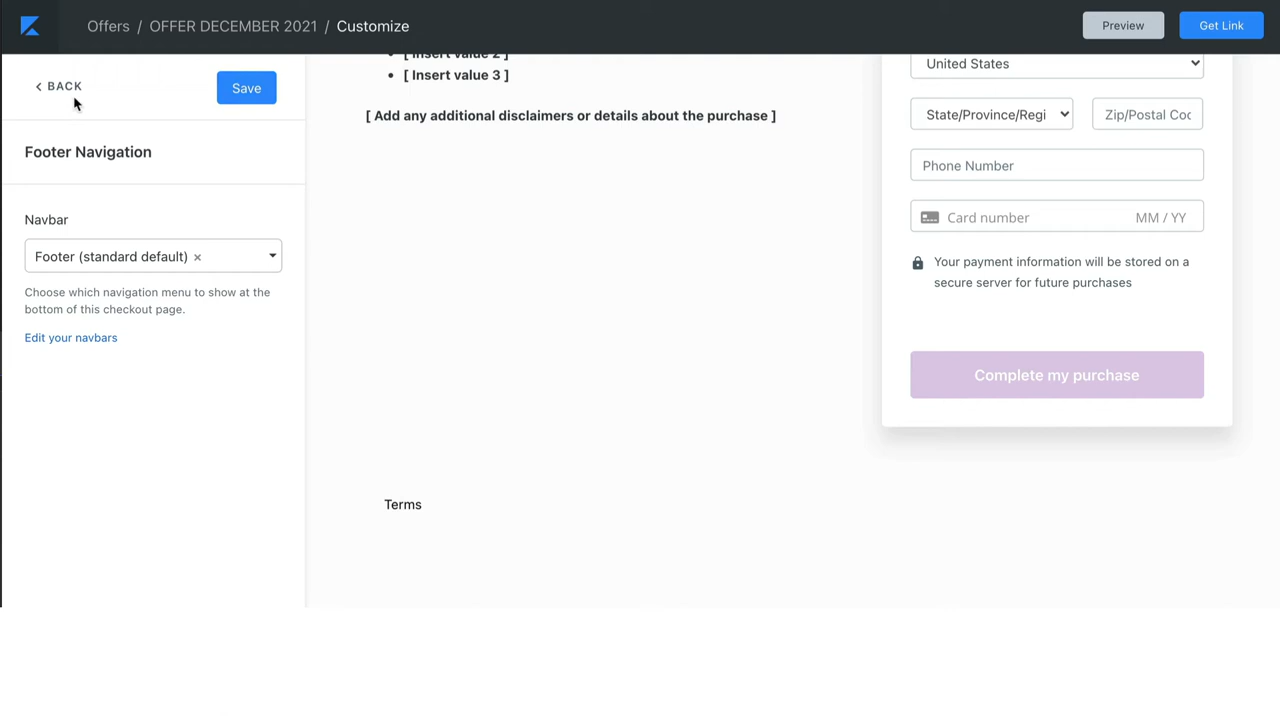 Offers / OFFER DECEMBER 2021 / Customize
Preview
Get Link
BACK
Save
Footer Navigation
Navbar
Footer (standard default) ×
Choose which navigation menu to show at the
bottom of this checkout page.
Edit your navbars
[ Insert value 2 ]
• [ Insert value 3 ]
[ Add any additional disclaimers or details about the purchase ]
Terms
United States
State/Province/Regi
Zip/Postal Coc
Phone Number
Card number MM / YY
Your payment information will be stored on a
secure server for future purchases
Complete my purchase